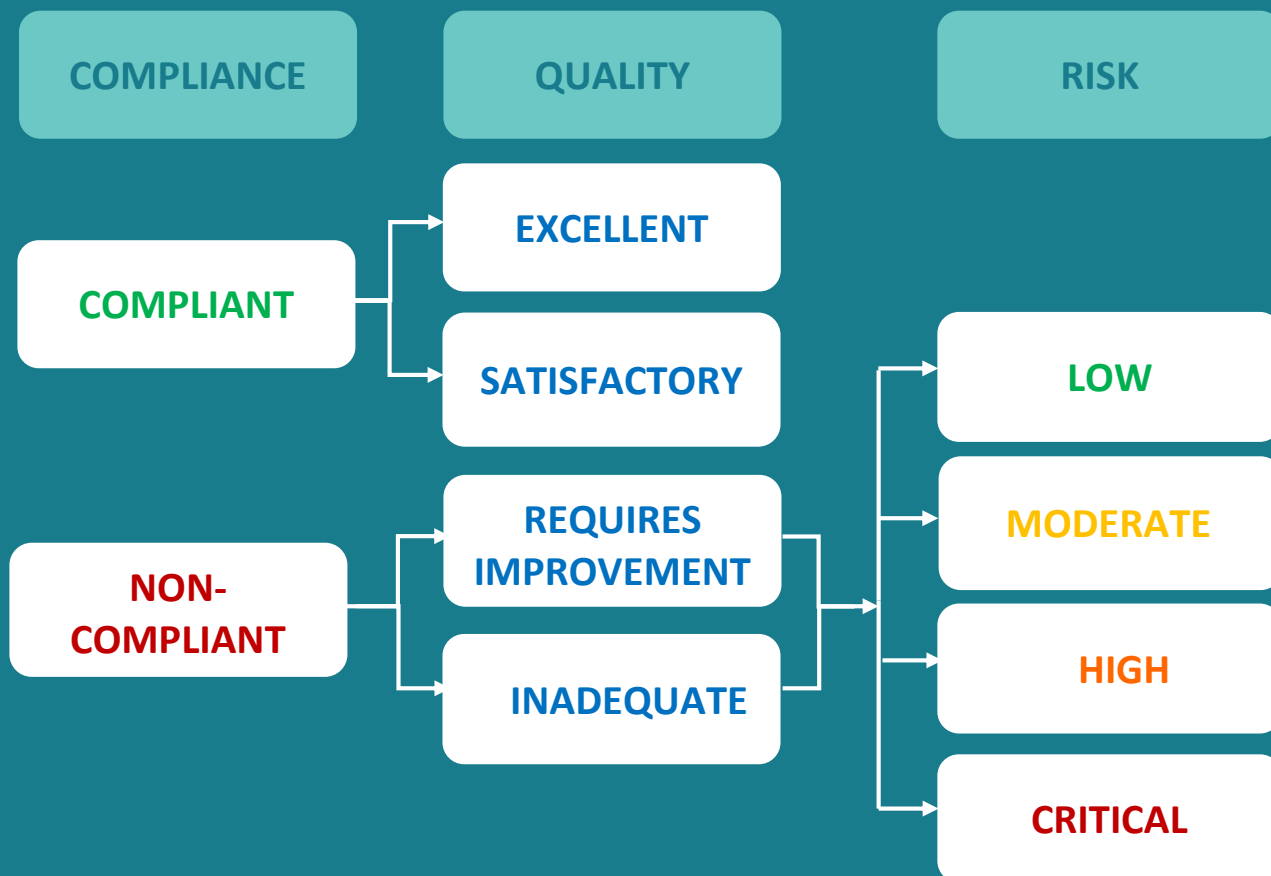 COMPLIANCE
QUALITY
RISK
EXCELLENT
COMPLIANT
SATISFACTORY
LOW
REQUIRES
IMPROVEMENT
MODERATE
NON-
COMPLIANT
INADEQUATE
HIGH
CRITICAL